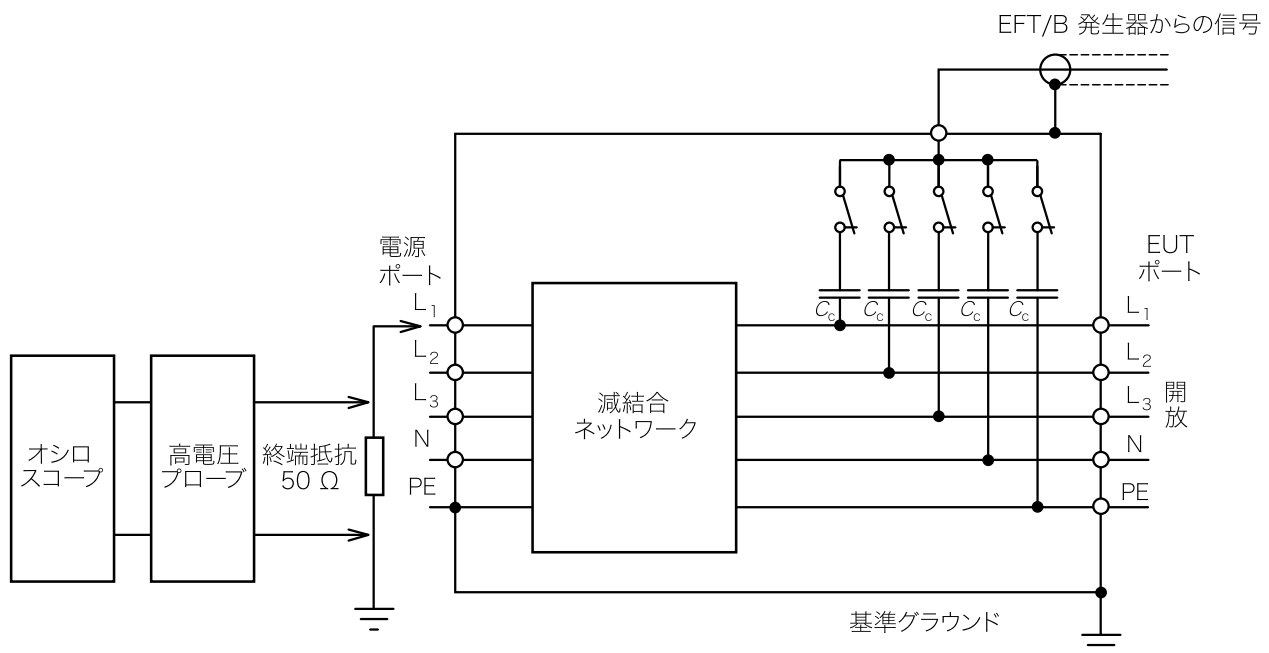 EFT/B 発生器からの信号
電源
ポート
EUT
ポート
L1
L2
L3
N
PE
CC
CC
CC
CC
CC
L1
L2
L3
N
PE
開
放
減結合
ネットワーク
オシロ
スコープ
高電圧
プローブ
終端抵抗
50 Ω
基準グラウンド